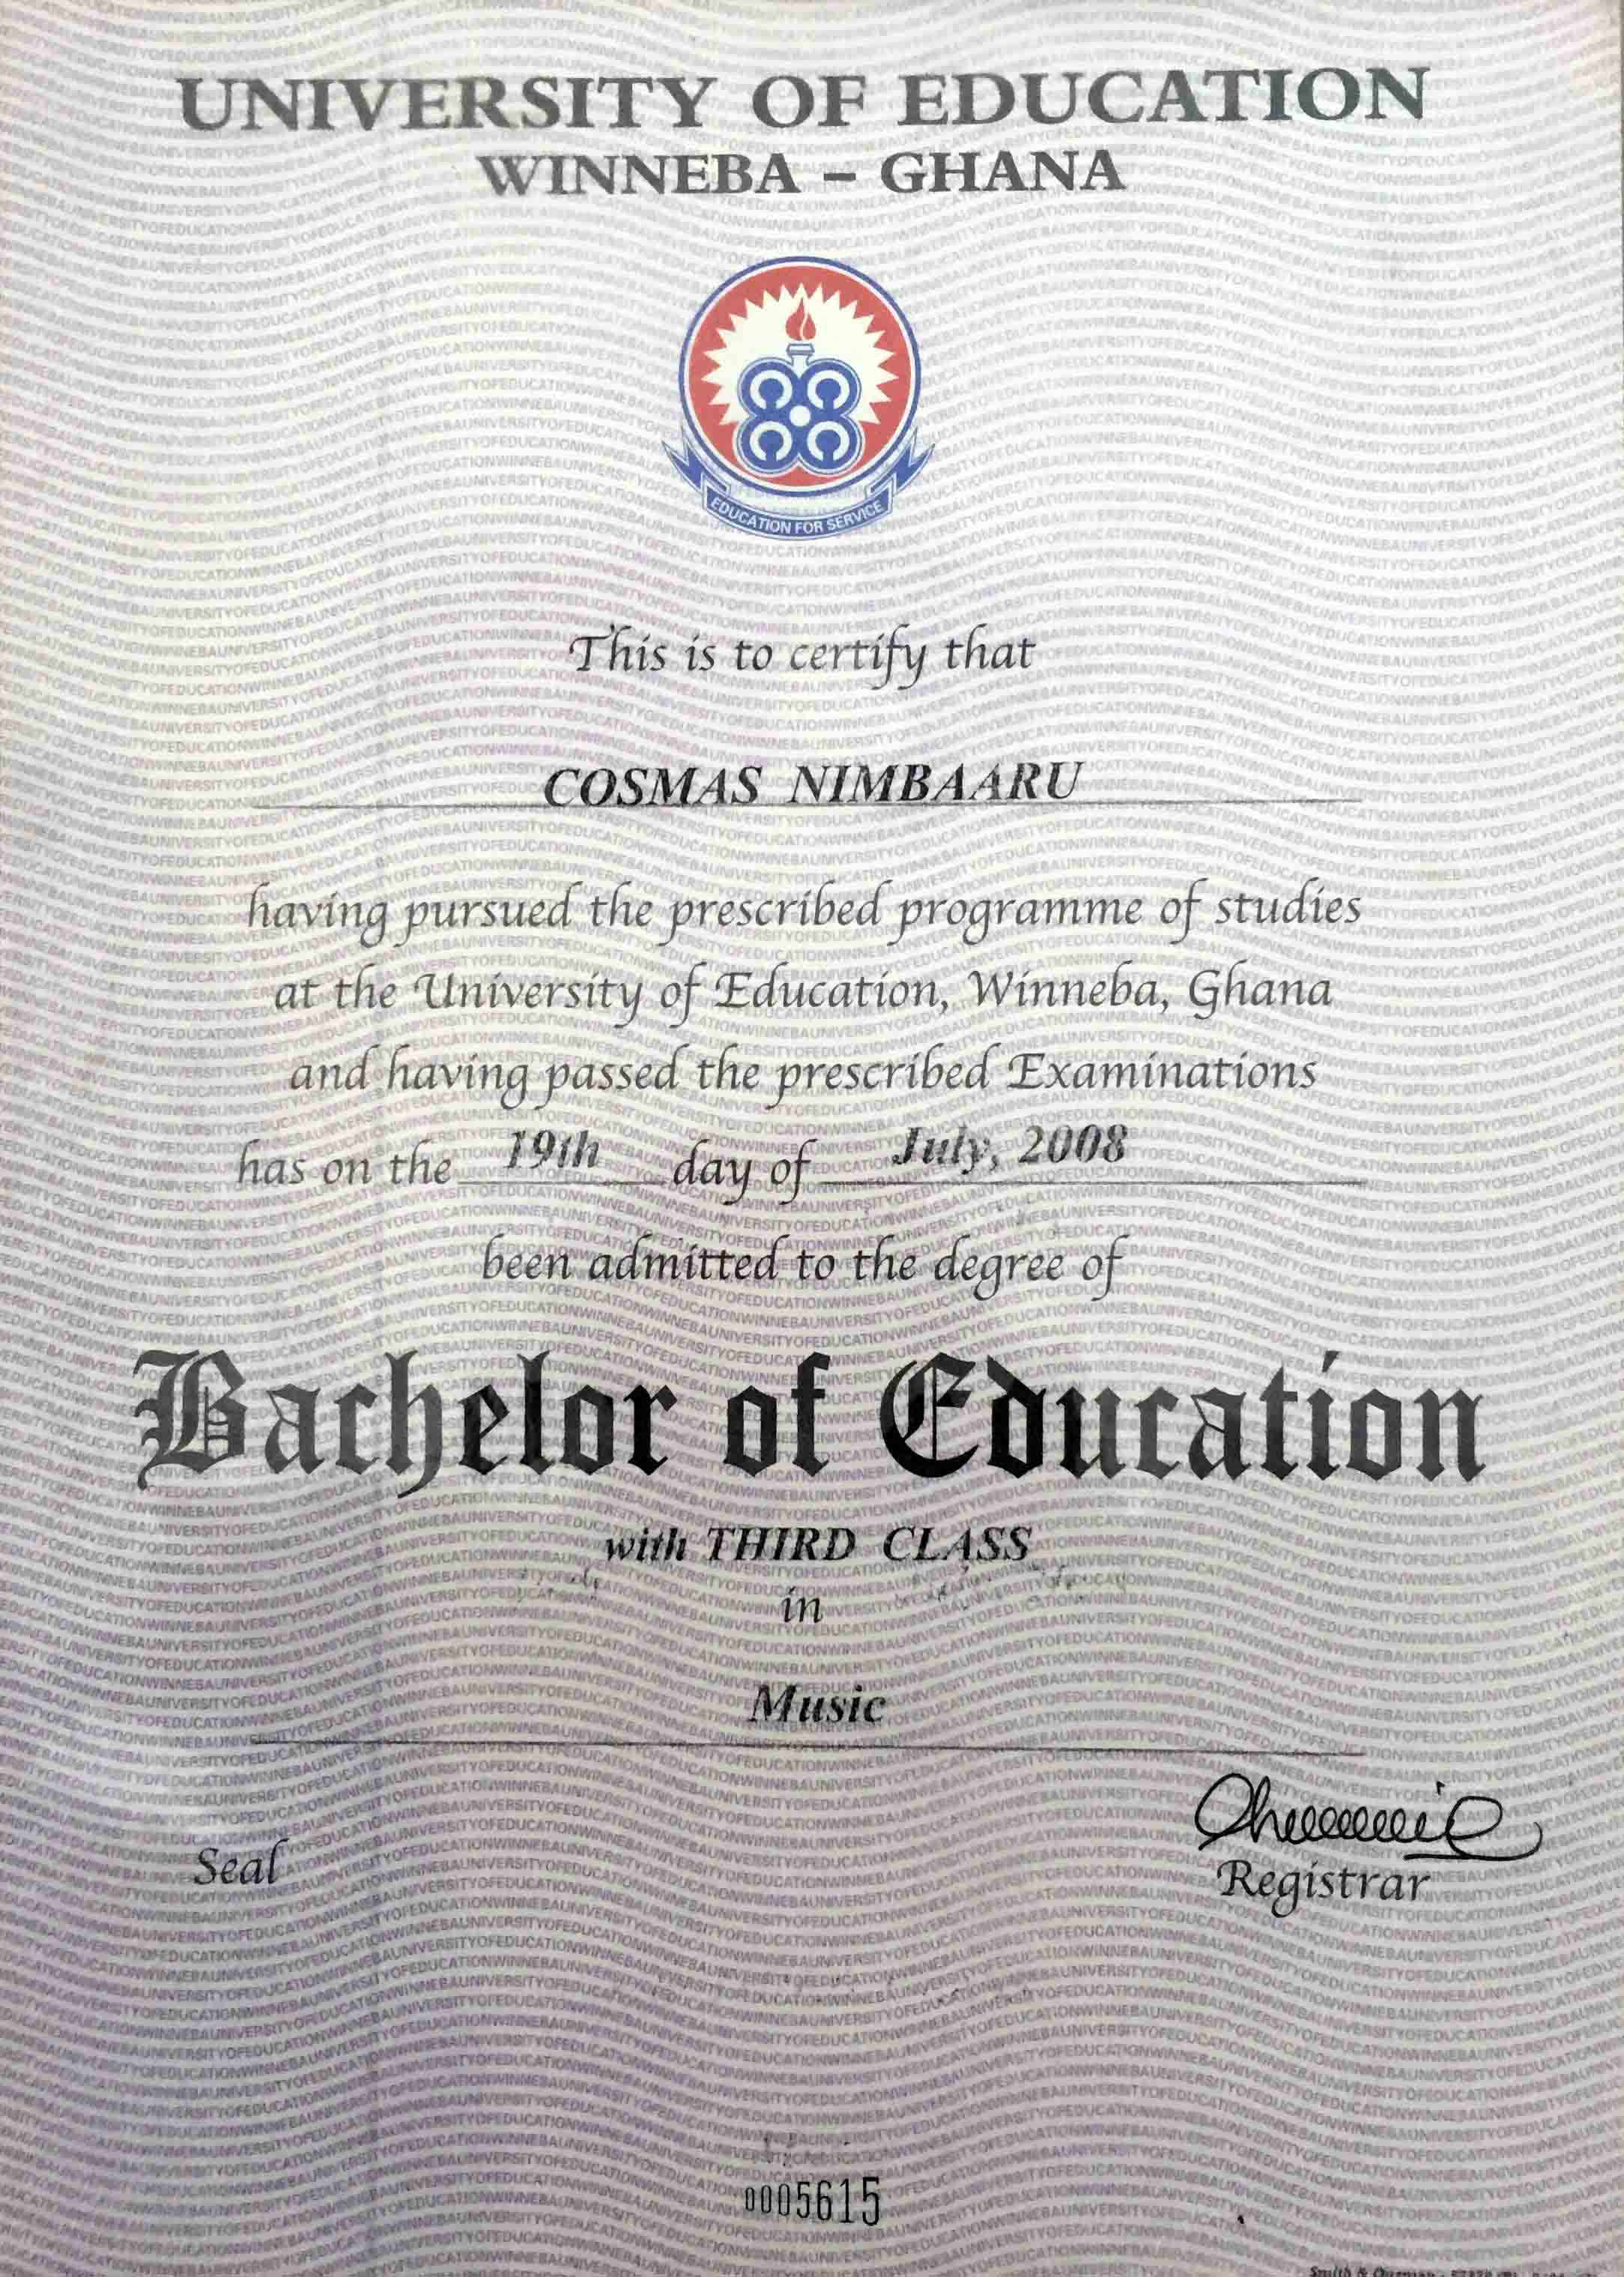 UNIVERSITY OF EDUCATION
WINNEBA – GHANA
EDUCATION FOR SERVICE
This is to certify that
COSMAS NIMBAARU
having pursued the prescribed programme of studies
at the University of Education, Winneba, Ghana
and having passed the prescribed Examinations
has on the 19th day of July, 2008
been admitted to the degree of
Bachelor of Education
with THIRD CLASS
in
Music
Seal
Registrar
0005615